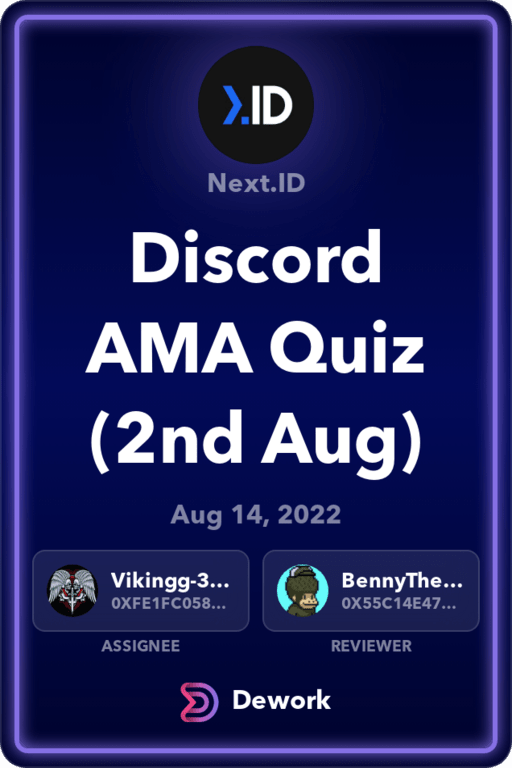 .ID
Next.ID
Discord
AMA Quiz
(2nd Aug)
Aug 14, 2022
Vikingg-3...
0XFE1FC058...
ASSIGNEE
BennyThe...
0X55C14E47...
REVIEWER
Dework